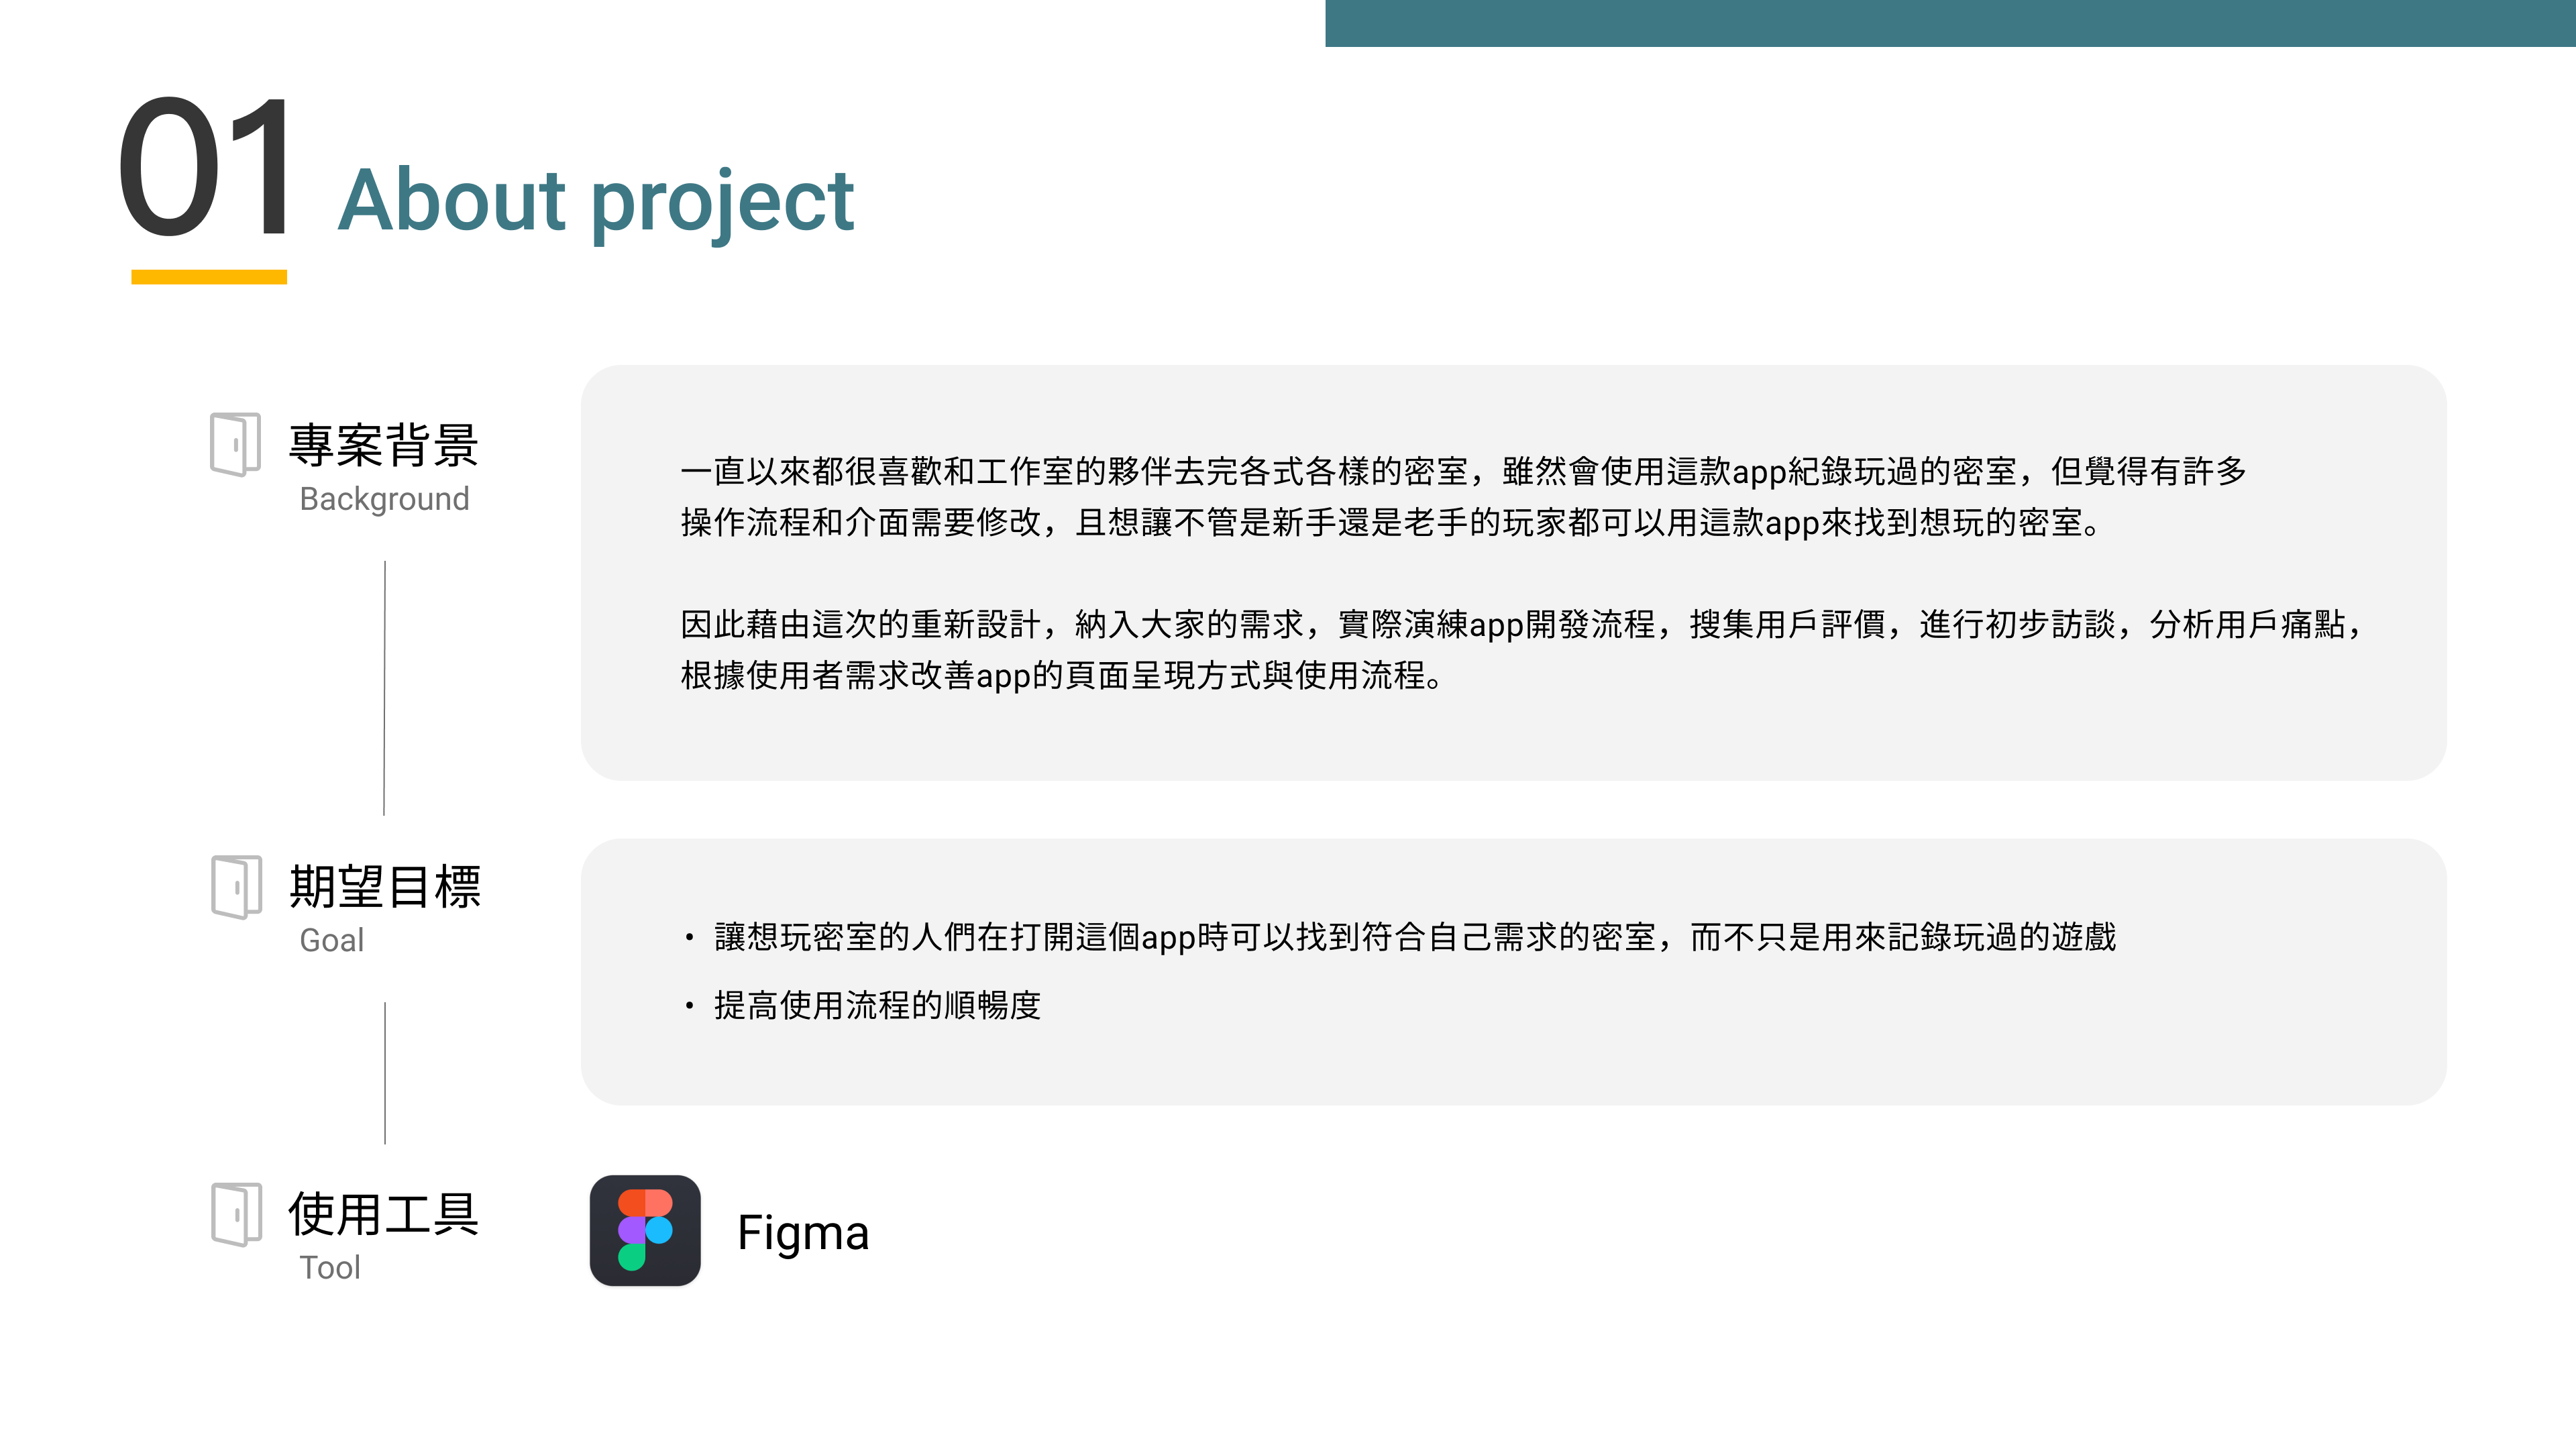 01 About project
專案背景
Background
一直以來都很喜歡和工作室的夥伴去完各式各樣的密室，雖然會使用這款app紀錄玩過的密室，但覺得有許多
操作流程和介面需要修改，且想讓不管是新手還是老手的玩家都可以用這款app來找到想玩的密室。
因此藉由這次的重新設計，納入大家的需求，實際演練app開發流程，搜集用戶評價，進行初步訪談，分析用戶痛點，
根據使用者需求改善app的頁面呈現方式與使用流程。
期望目標
Goal
• 讓想玩密室的人們在打開這個app時可以找到符合自己需求的密室，而不只是用來記錄玩過的遊戲
• 提高使用流程的順暢度
使用工具
Tool
Figma